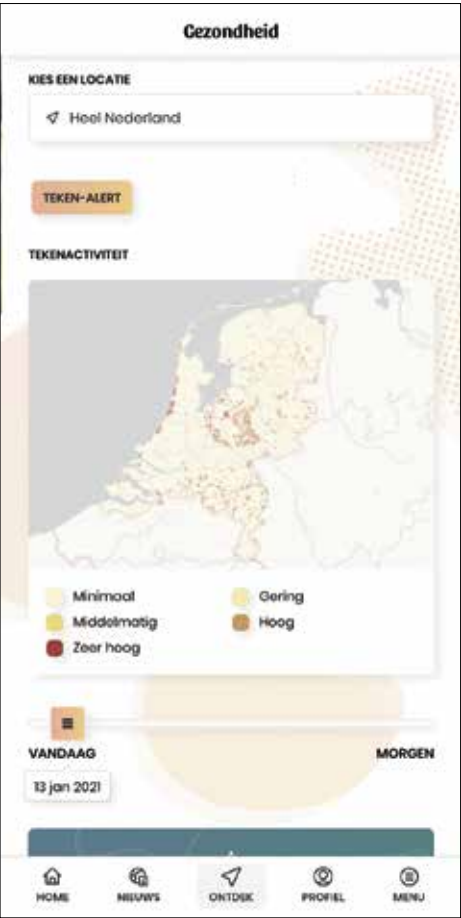 Gezondheid
KIES EEN LOCATIE
Heel Nederland
TEKEN-ALERT
TEKENACTIVITEIT
Minimaal
Gering
Middelmatig
Hoog
Zeer hoog
VANDAAG
MORGEN
13 jan 2021
HOME
NIEUWS
ONTDEK
PROFIEL
MENU